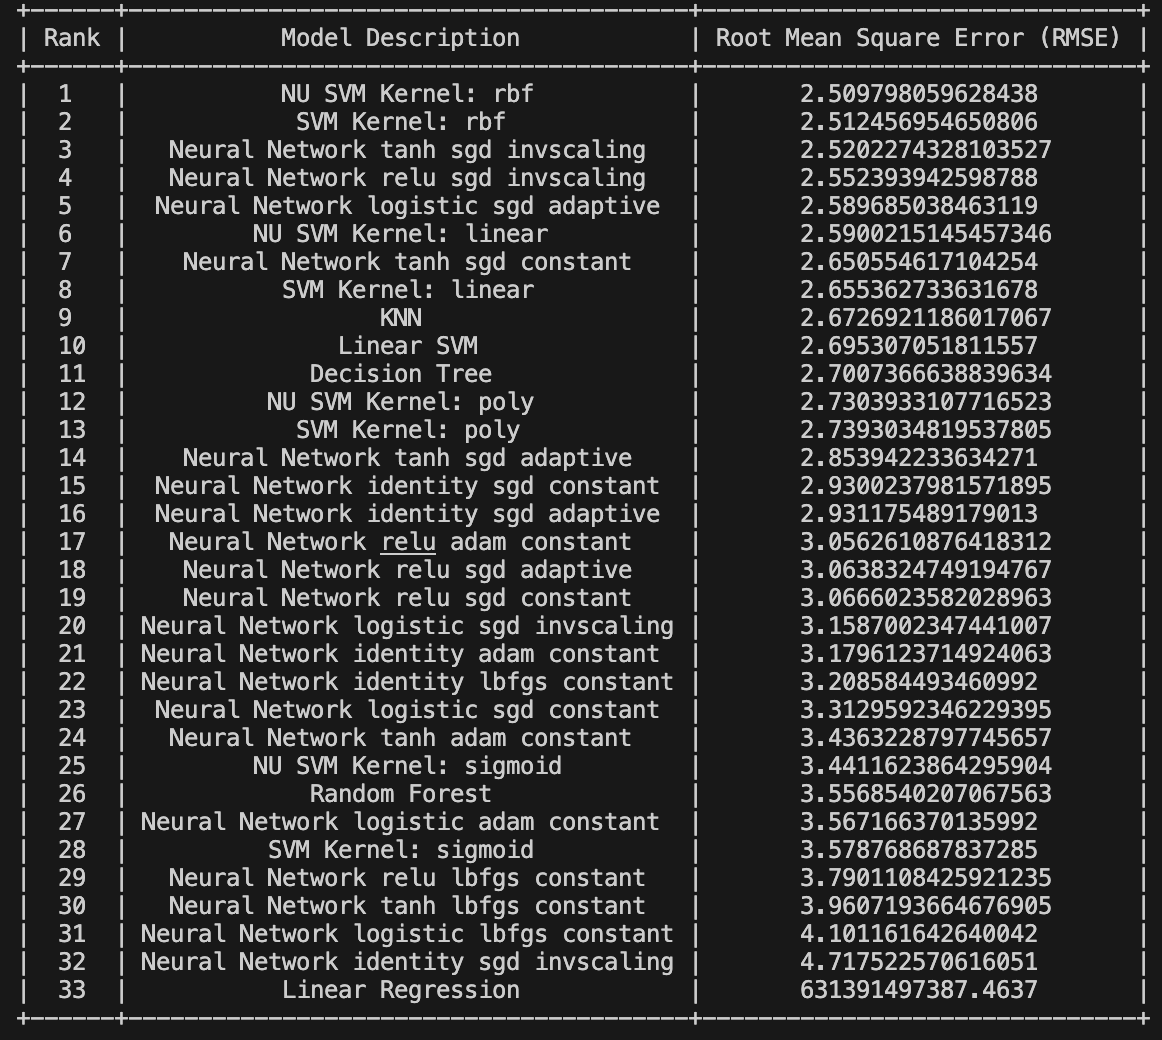 +------+----------------------------------------+-------------------------------+
| Rank | Model Description | Root Mean Square Error (RMSE) |
+------+----------------------------------------+-------------------------------+
| 1 | NU SVM Kernel: rbf | 2.509798059628438 |
| 2 | SVM Kernel: rbf | 2.512456954650806 |
| 3 | Neural Network tanh sgd invscaling | 2.5202274328103527 |
| 4 | Neural Network relu sgd invscaling | 2.552393942598788 |
| 5 | Neural Network logistic sgd adaptive | 2.589685038463119 |
| 6 | NU SVM Kernel: linear | 2.5900215145457346 |
| 7 | Neural Network tanh sgd constant | 2.650554617104254 |
| 8 | SVM Kernel: linear | 2.655362733631678 |
| 9 | KNN | 2.6726921186017067 |
| 10 | Linear SVM | 2.695307051811557 |
| 11 | Decision Tree | 2.7007366638839634 |
| 12 | NU SVM Kernel: poly | 2.7303933107716523 |
| 13 | SVM Kernel: poly | 2.7393034819537805 |
| 14 | Neural Network tanh sgd adaptive | 2.853942233634271 |
| 15 | Neural Network identity sgd constant | 2.9300237981571895 |
| 16 | Neural Network identity sgd adaptive | 2.931175489179013 |
| 17 | Neural Network relu adam constant | 3.0562610876418312 |
| 18 | Neural Network relu sgd adaptive | 3.0638324749194767 |
| 19 | Neural Network relu sgd constant | 3.0666023582028963 |
| 20 | Neural Network logistic sgd invscaling | 3.1587002347441007 |
| 21 | Neural Network identity adam constant | 3.1796123714924063 |
| 22 | Neural Network identity lbfgs constant | 3.208584493460992 |
| 23 | Neural Network logistic sgd constant | 3.3129592346229395 |
| 24 | Neural Network tanh adam constant | 3.4363228797745657 |
| 25 | NU SVM Kernel: sigmoid | 3.4411623864295904 |
| 26 | Random Forest | 3.5568540207067563 |
| 27 | Neural Network logistic adam constant | 3.567166370135992 |
| 28 | SVM Kernel: sigmoid | 3.578768687837285 |
| 29 | Neural Network relu lbfgs constant | 3.7901108425921235 |
| 30 | Neural Network tanh lbfgs constant | 3.9607193664676905 |
| 31 | Neural Network logistic lbfgs constant | 4.101161642640042 |
| 32 | Neural Network identity sgd invscaling | 4.717522570616051 |
| 33 | Linear Regression | 631391497387.4637 |
+------+----------------------------------------+-------------------------------+